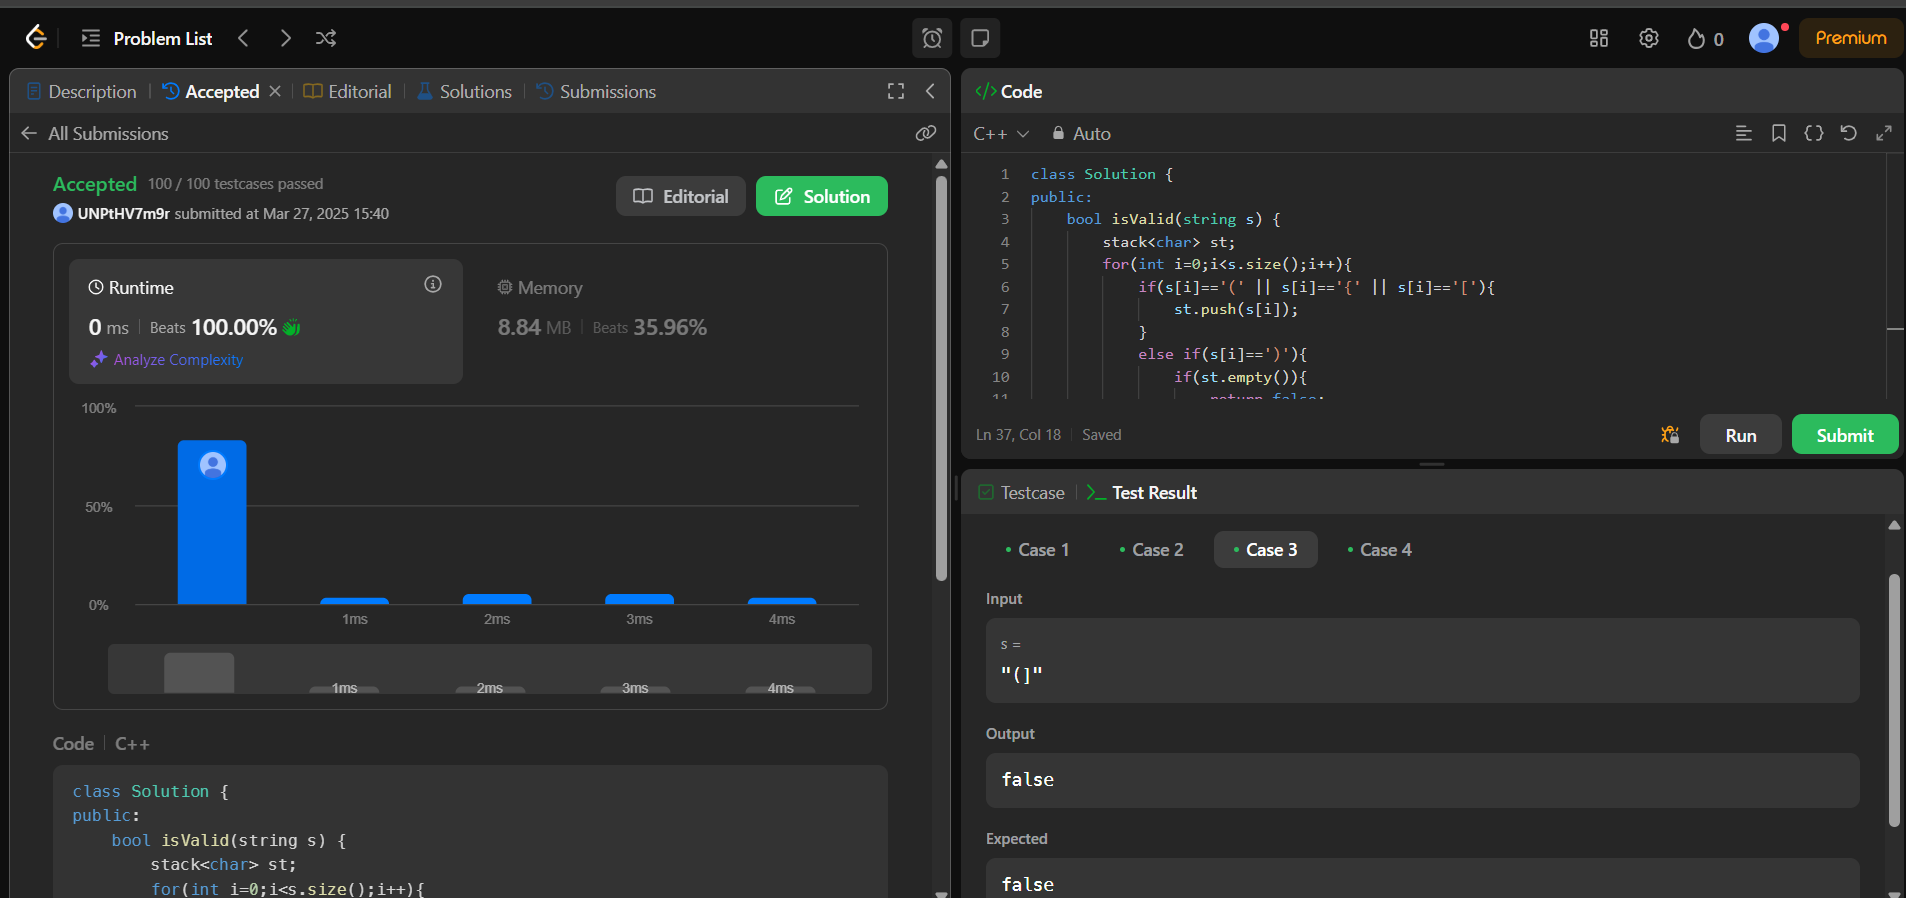 Problem List
0
Premium
Description
Accepted
Editorial
Solutions
Submissions
All Submissions
Accepted 100 / 100 testcases passed
UNPtHV7m9r submitted at Mar 27, 2025 15:40
Editorial
Solution
Runtime
0 ms Beats 100.00%
Analyze Complexity
Memory
8.84 MB Beats 35.96%
100%
50%
0%
1ms 2ms 3ms 4ms
1ms 2ms 3ms 4ms
Code C++
class Solution {
public:
bool isValid(string s) {
stack<char> st;
for(int i=0;i<s.size();i++){
</> Code
C++ Auto
1 class Solution {
2 public:
3 bool isValid(string s) {
4 stack<char> st;
5 for(int i=0;i<s.size();i++){
6 if(s[i]=='(' || s[i]=='{' || s[i]=='['){
7 st.push(s[i]);
8 }
9 else if(s[i]==')'){
10 if(st.empty()){
11 return false;
Ln 37, Col 18 Saved
Run
Submit
Testcase
Test Result
Case 1
Case 2
Case 3
Case 4
Input
s =
"(]"
Output
false
Expected
false